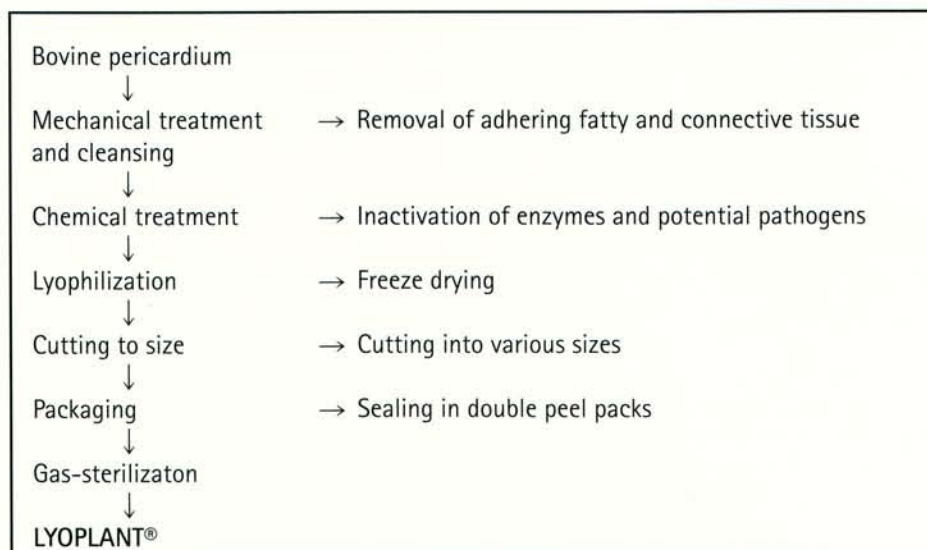 Bovine pericardium
↓
Mechanical treatment → Removal of adhering fatty and connective tissue
and cleansing
↓
Chemical treatment → Inactivation of enzymes and potential pathogens
↓
Lyophilization → Freeze drying
↓
Cutting to size → Cutting into various sizes
↓
Packaging → Sealing in double peel packs
↓
Gas-sterilizaton
↓
LYOPLANT®